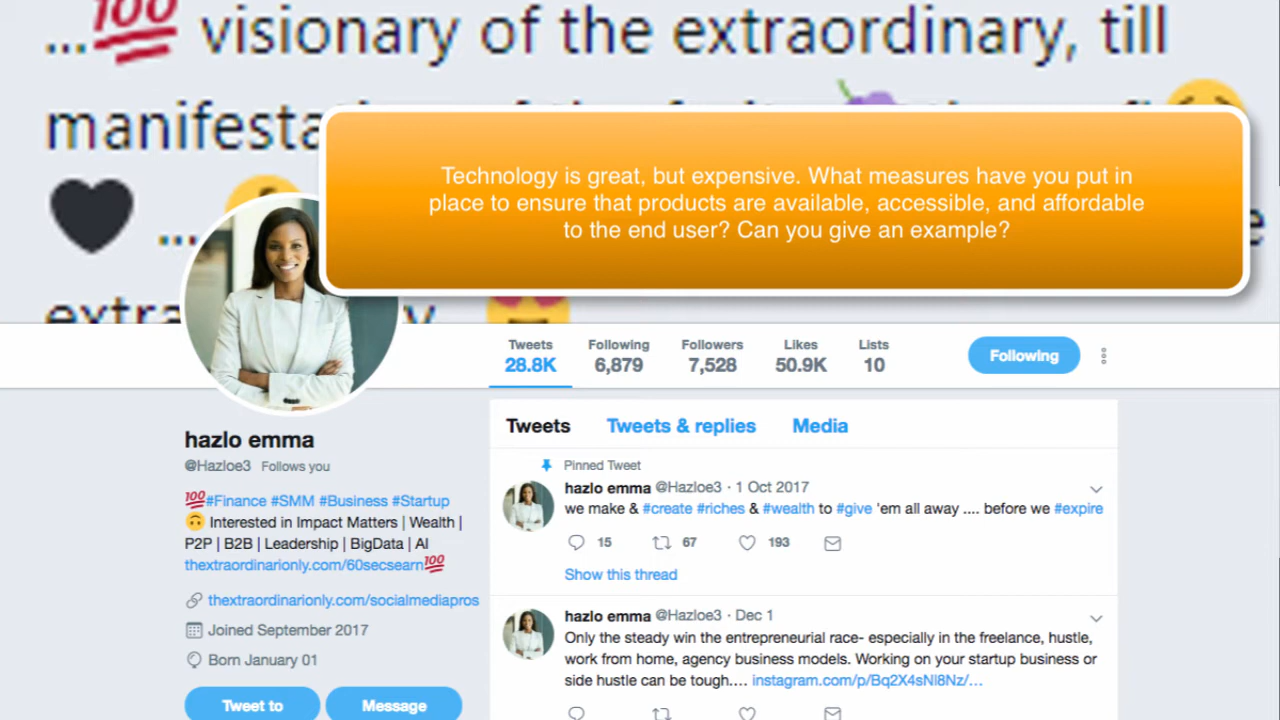 ...💯 visionary of the extraordinary, till
Technology is great, but expensive. What measures have you put in
place to ensure that products are available, accessible, and affordable
to the end user? Can you give an example?
Tweets
28.8K
Following
6,879
Followers
7,528
Likes
50.9K
Lists
10
Following
Tweets Tweets & replies Media
hazlo emma
@Hazloe3 Follows you
💯#Finance #SMM #Business #Startup
🙃 Interested in Impact Matters | Wealth |
P2P | B2B | Leadership | BigData | AI
thextraordinarionly.com/60secsearn💯
thextraordinarionly.com/socialmediapros
Joined September 2017
Born January 01
Tweet to Message
Pinned Tweet
hazlo emma @Hazloe3 · 1 Oct 2017
we make & #create #riches & #wealth to #give 'em all away .... before we #expire
15 67 193
Show this thread
hazlo emma @Hazloe3 · Dec 1
Only the steady win the entrepreneurial race- especially in the freelance, hustle,
work from home, agency business models. Working on your startup business or
side hustle can be tough.... instagram.com/p/Bq2X4sNl8Nz/...